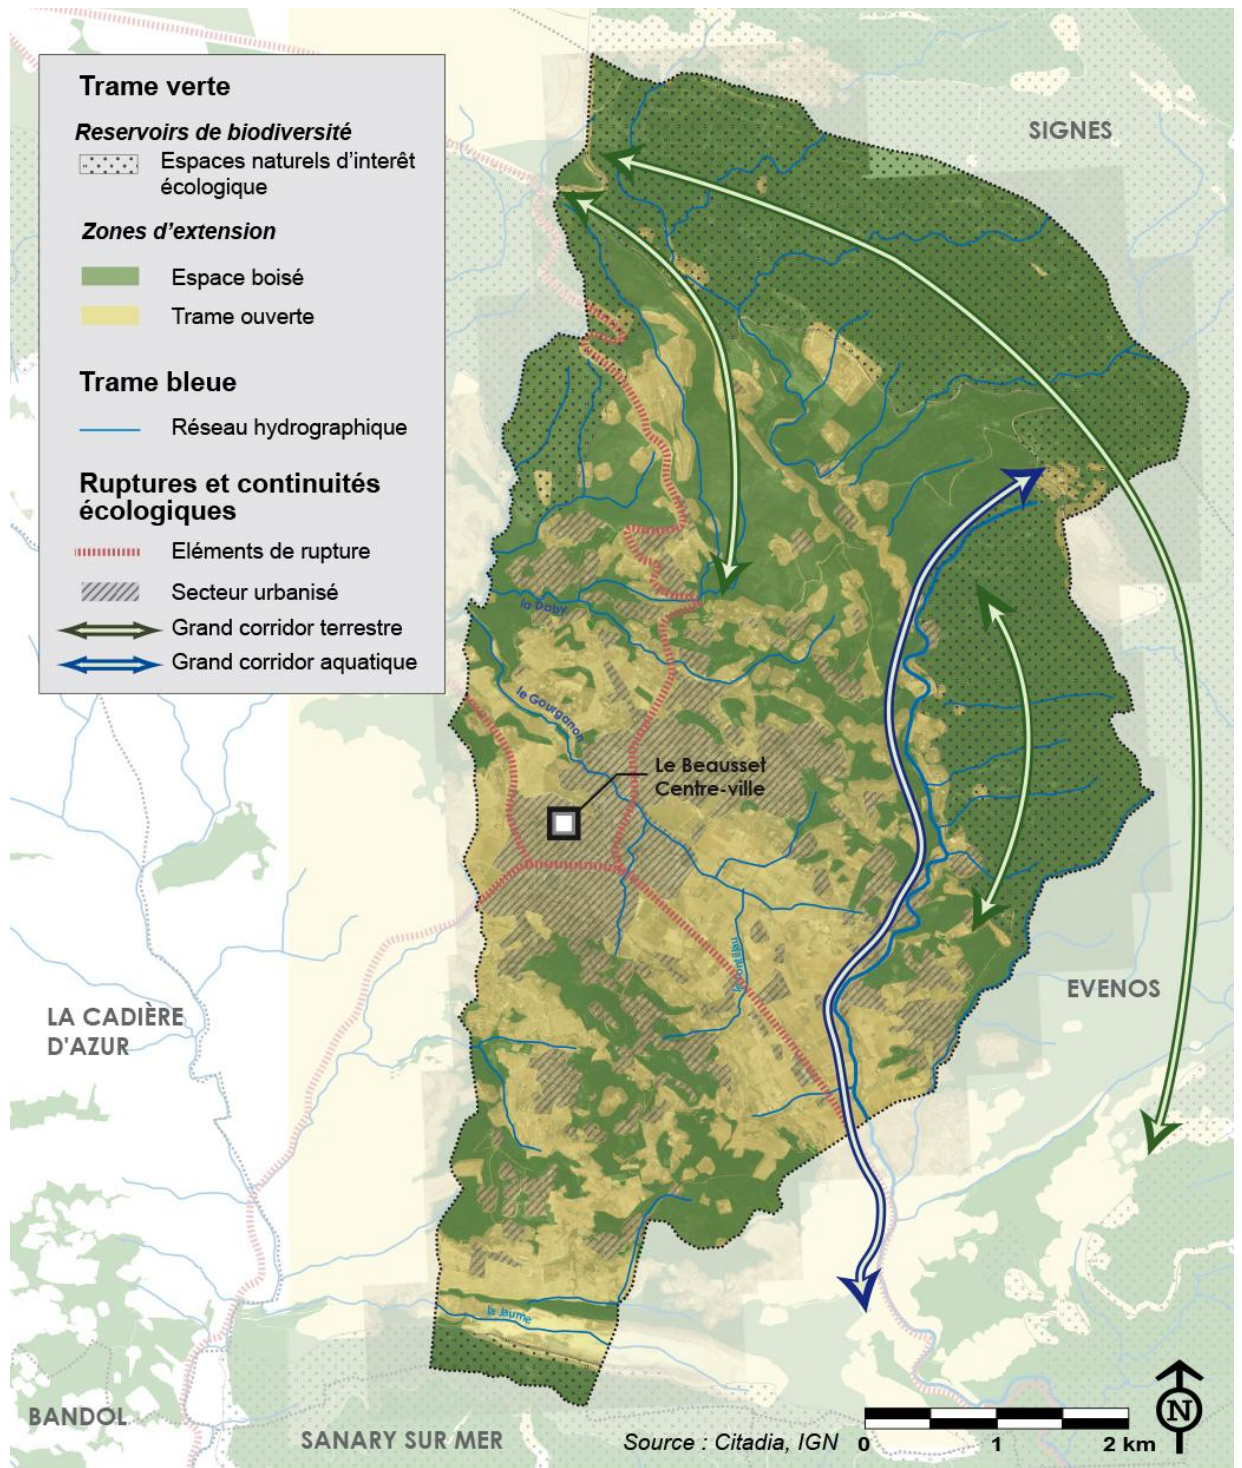 Trame verte
Reservoirs de biodiversité
Espaces naturels d'interêt
écologique
Zones d'extension
Espace boisé
Trame ouverte
Trame bleue
Réseau hydrographique
Ruptures et continuités
écologiques
Eléments de rupture
Secteur urbanisé
Grand corridor terrestre
Grand corridor aquatique
SIGNES
la Daby
le Gourganon
Le Beausset
Centre-ville
EVENOS
LA CADIÈRE
D'AZUR
la Jaume
BANDOL
SANARY SUR MER
Source : Citadia, IGN
0 1 2 km
N